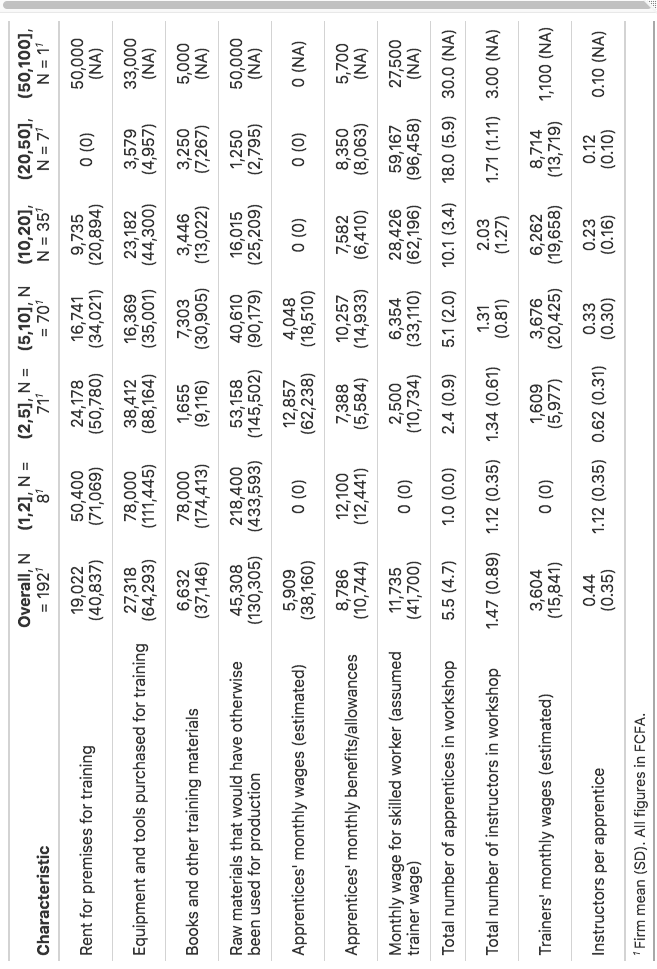 Characteristic Overall, N = 192¹ (1,2], N = 8¹ (2,5], N = 71¹ (5,10], N = 70¹ (10,20], N = 35¹ (20,50], N = 7¹ (50,100], N = 1¹
Rent for premises for training 19,022 (40,837) 50,400 (71,069) 24,178 (50,780) 16,741 (34,021) 9,735 (20,894) 0 (0) 50,000 (NA)
Equipment and tools purchased for training 27,318 (64,293) 78,000 (111,445) 38,412 (88,164) 16,369 (35,001) 23,182 (44,300) 3,579 (4,957) 33,000 (NA)
Books and other training materials 6,632 (37,146) 78,000 (174,413) 1,655 (9,116) 7,303 (30,905) 3,446 (13,022) 3,250 (7,267) 5,000 (NA)
Raw materials that would have otherwise been used for production 45,308 (130,305) 218,400 (433,593) 53,158 (145,502) 40,610 (90,179) 16,015 (25,209) 1,250 (2,795) 50,000 (NA)
Apprentices' monthly wages (estimated) 5,909 (38,160) 0 (0) 12,857 (62,238) 4,048 (18,510) 0 (0) 0 (0) 0 (NA)
Apprentices' monthly benefits/allowances 8,786 (10,744) 12,100 (12,441) 7,388 (5,584) 10,257 (14,933) 7,582 (6,410) 8,350 (8,063) 5,700 (NA)
Monthly wage for skilled worker (assumed trainer wage) 11,735 (41,700) 0 (0) 2,500 (10,734) 6,354 (33,110) 28,426 (62,196) 59,167 (96,458) 27,500 (NA)
Total number of apprentices in workshop 5.5 (4.7) 1.0 (0.0) 2.4 (0.9) 5.1 (2.0) 10.1 (3.4) 18.0 (5.9) 30.0 (NA)
Total number of instructors in workshop 1.47 (0.89) 1.12 (0.35) 1.34 (0.61) 1.31 (0.81) 2.03 (1.27) 1.71 (1.11) 3.00 (NA)
Trainers' monthly wages (estimated) 3,604 (15,841) 0 (0) 1,609 (5,977) 3,676 (20,425) 6,262 (19,658) 8,714 (13,719) 1,100 (NA)
Instructors per apprentice 0.44 (0.35) 1.12 (0.35) 0.62 (0.31) 0.33 (0.30) 0.23 (0.16) 0.12 (0.10) 0.10 (NA)
¹ Firm mean (SD). All figures in FCFA.